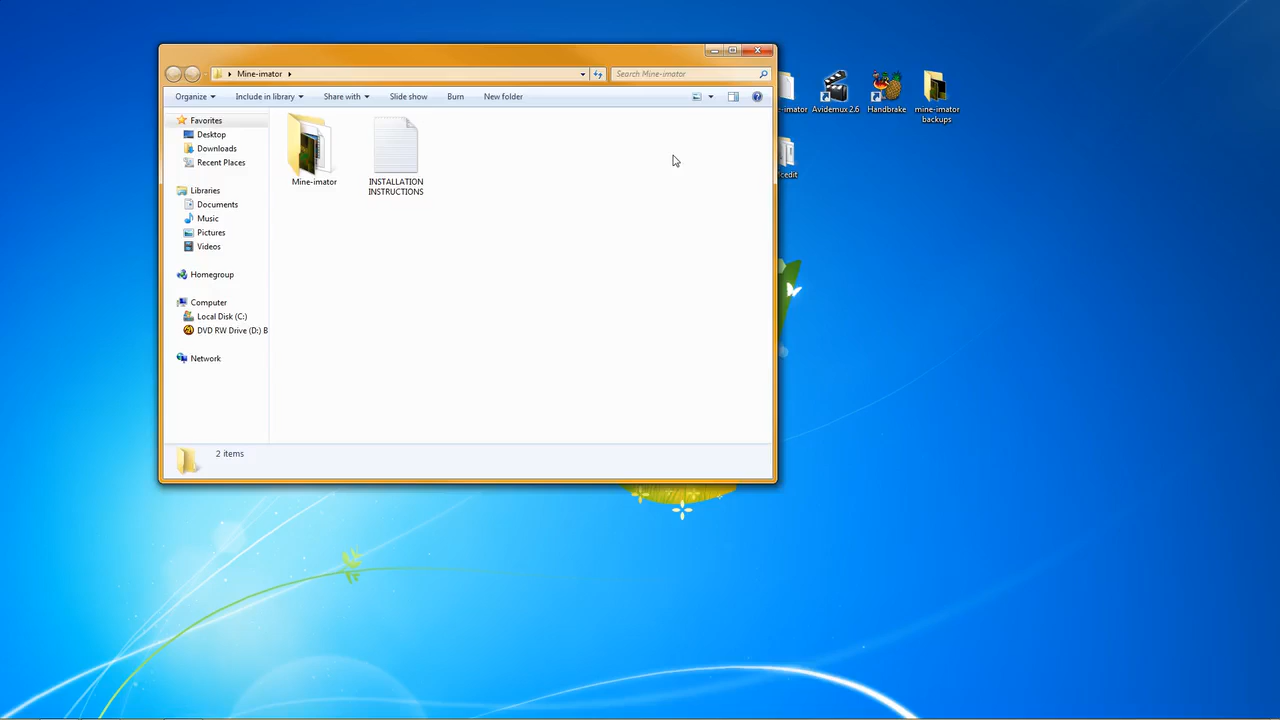 Mine-imator
Search Mine-imator
Organize
Include in library
Share with
Slide show
Burn
New folder
Favorites
Desktop
Downloads
Recent Places
Libraries
Documents
Music
Pictures
Videos
Homegroup
Computer
Local Disk (C:)
DVD RW Drive (D:) B
Network
Mine-imator
INSTALLATION
INSTRUCTIONS
2 items
e-imator
Avidemux 2.6
Handbrake
mine-imator
backups
cedit